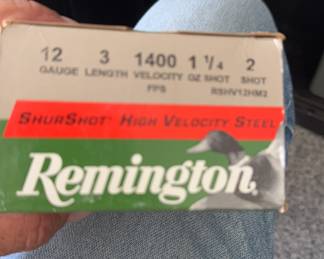 12 3 1400 1 1/4 2
GAUGE LENGTH VELOCITY OZ SHOT SHOT
FPS RSHV12HM2
SHURSHOT HIGH VELOCITY STEEL
Remington.